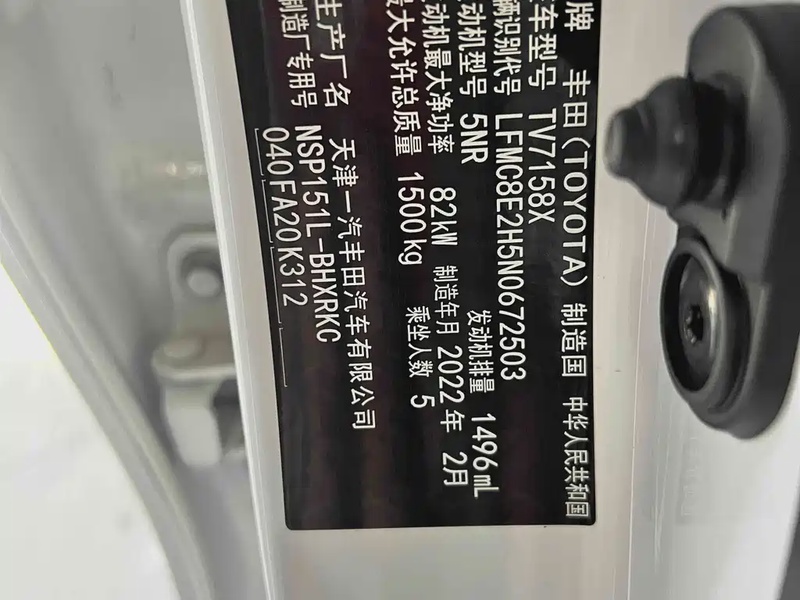 牌 丰田(TOYOTA) 制造国 中华人民共和国
车型号 TV7158X
辆识别代号 LFMC8E2H5N0672503
动机型号 5NR 发动机排量 1496mL
发动机最大净功率 82kW 制造年月 2022年 2月
最大允许总质量 1500kg 乘坐人数 5
生产厂名 天津一汽丰田汽车有限公司
制造厂专用号 NSP151L-BHXRKC
040FA20K312